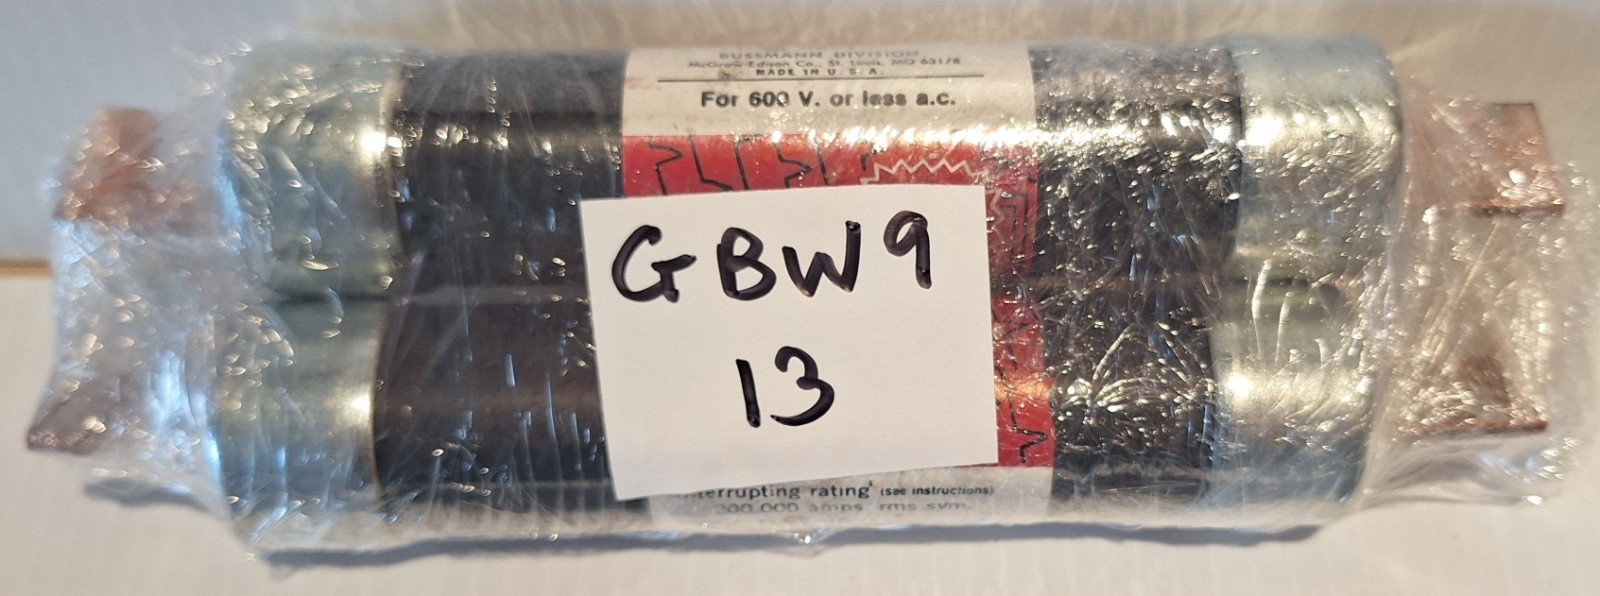 BUSSMANN DIVISION,
McGraw-Edison Co., St. Louis, MO 63178
MADE IN U.S.A.
For 600 V. or less a.c.
GBW9
13
interrupting rating (see instructions)
200,000 amps. rms sym.